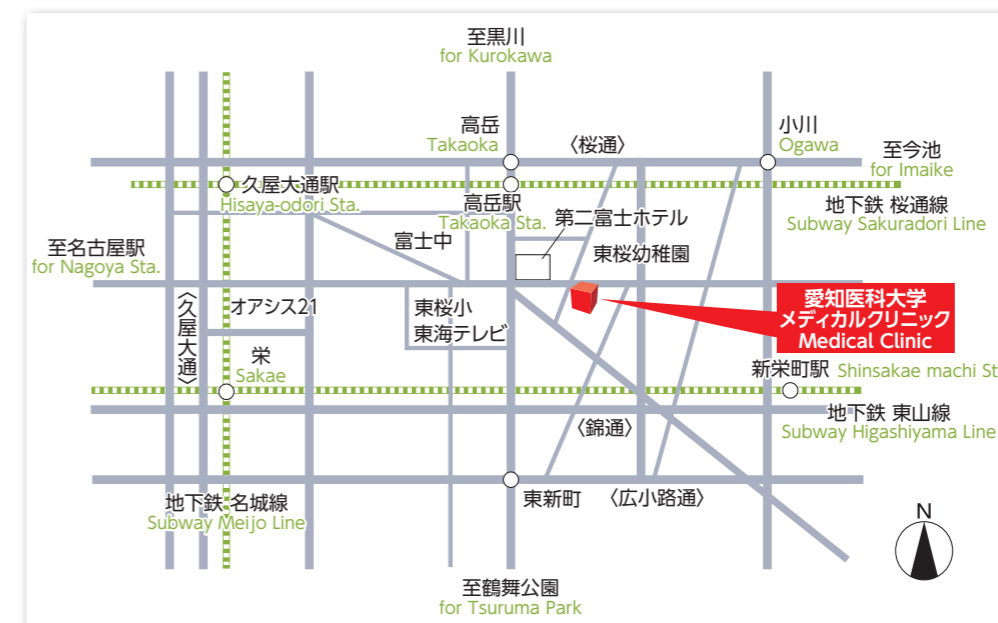 至黒川
for Kurokawa
高岳
Takaoka
〈桜通〉
小川
Ogawa
至今池
for Imaike
久屋大通駅
Hisaya-odori Sta.
高岳駅
Takaoka Sta.
地下鉄 桜通線
Subway Sakuradori Line
第二富士ホテル
富士中
東桜幼稚園
至名古屋駅
for Nagoya Sta.
〈久屋大通〉
オアシス21
東桜小
東海テレビ
愛知医科大学
メディカルクリニック
Medical Clinic
栄
Sakae
新栄町駅 Shinsakae machi St
地下鉄 東山線
Subway Higashiyama Line
〈錦通〉
地下鉄 名城線
Subway Meijo Line
東新町
〈広小路通〉
N
至鶴舞公園
for Tsuruma Park